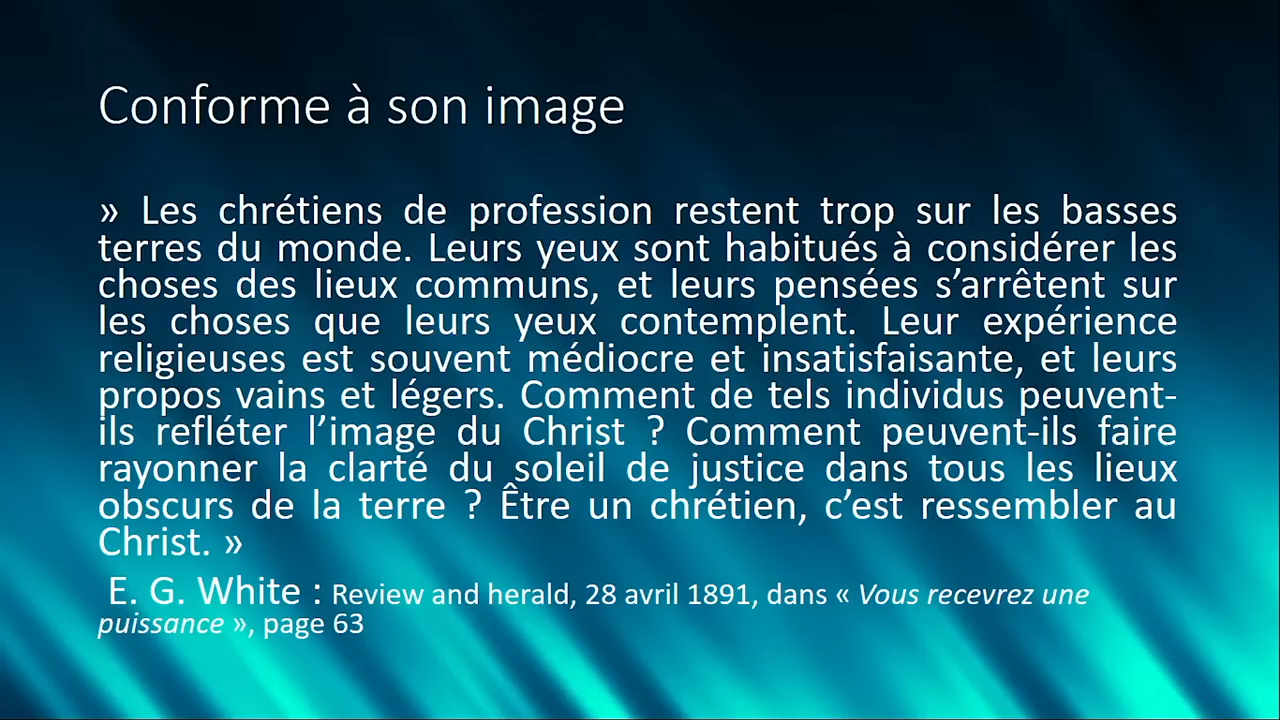 Conforme à son image
» Les chrétiens de profession restent trop sur les basses
terres du monde. Leurs yeux sont habitués à considérer les
choses des lieux communs, et leurs pensées s’arrêtent sur
les choses que leurs yeux contemplent. Leur expérience
religieuses est souvent médiocre et insatisfaisante, et leurs
propos vains et légers. Comment de tels individus peuvent-
ils refléter l’image du Christ ? Comment peuvent-ils faire
rayonner la clarté du soleil de justice dans tous les lieux
obscurs de la terre ? Être un chrétien, c’est ressembler au
Christ. »
E. G. White : Review and herald, 28 avril 1891, dans « Vous recevrez une
puissance », page 63